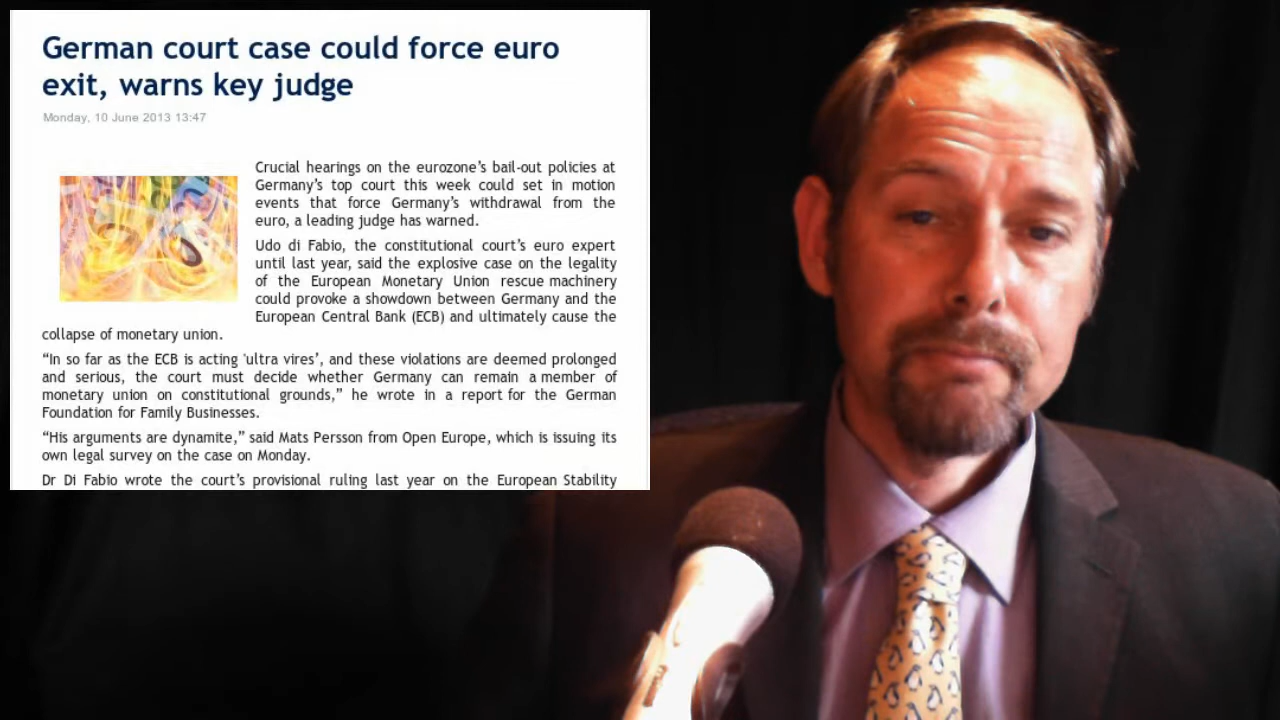 German court case could force euro
exit, warns key judge
Monday, 10 June 2013 13:47
Crucial hearings on the eurozone's bail-out policies at
Germany's top court this week could set in motion
events that force Germany's withdrawal from the
euro, a leading judge has warned.
Udo di Fabio, the constitutional court's euro expert
until last year, said the explosive case on the legality
of the European Monetary Union rescue machinery
could provoke a showdown between Germany and the
European Central Bank (ECB) and ultimately cause the
collapse of monetary union.
“In so far as the ECB is acting 'ultra vires', and these violations are deemed prolonged
and serious, the court must decide whether Germany can remain a member of
monetary union on constitutional grounds,” he wrote in a report for the German
Foundation for Family Businesses.
“His arguments are dynamite,” said Mats Persson from Open Europe, which is issuing its
own legal survey on the case on Monday.
Dr Di Fabio wrote the court's provisional ruling last year on the European Stability